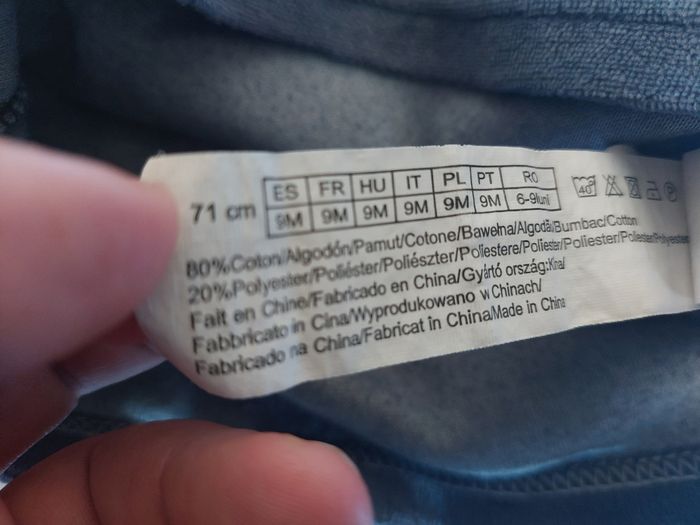 71 cm
ES FR HU IT PL PT RO
9M 9M 9M 9M 9M 9M 6-9luni
40°
80%Coton/Algodón/Pamut/Cotone/Bawełna/Algodão/Bumbac/Cotton
20%Polyester/Poliéster/Poliészter/Poliestere/Poliester/Poliester/Poliester/Polyester
Fait en Chine/Fabricado en China/Gyártó ország:Kína/
Fabbricato in Cina/Wyprodukowano w Chinach/
Fabricado na China/Fabricat in China/Made in China